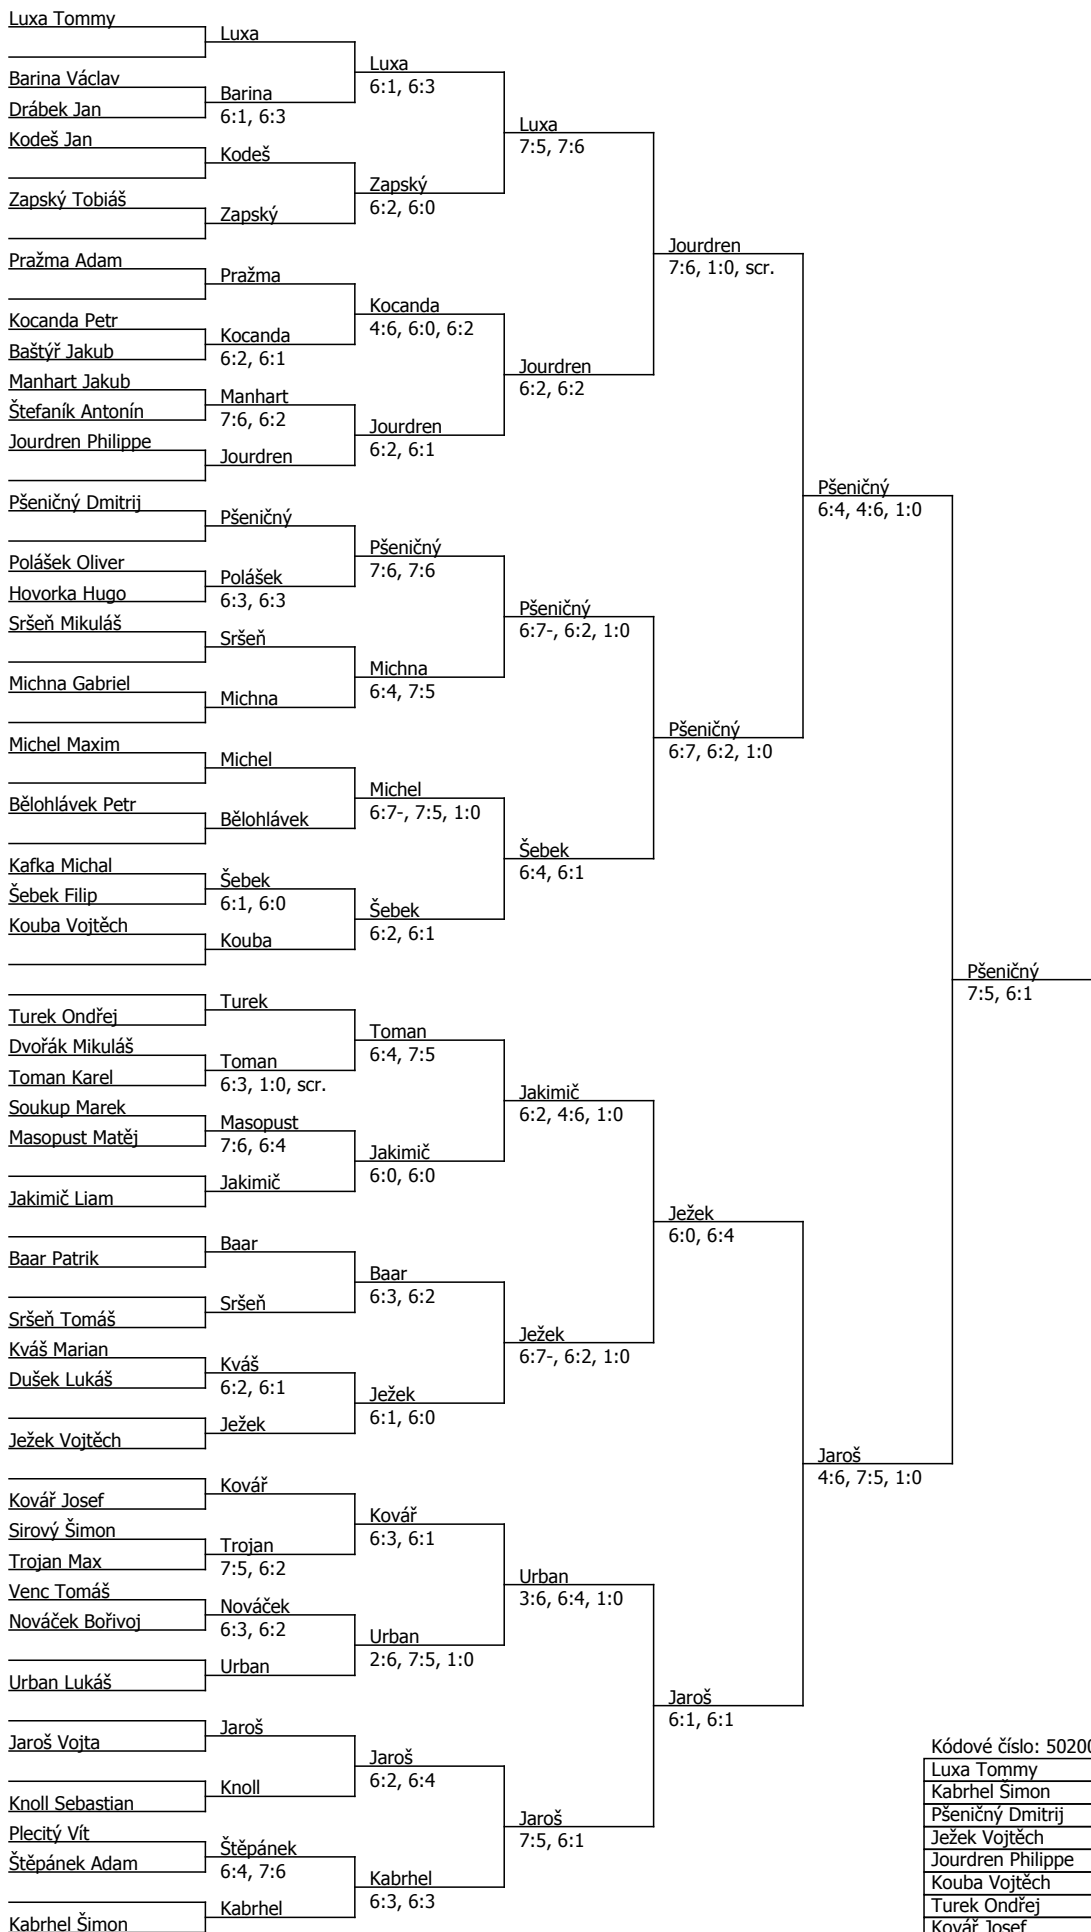 Luxa Tommy
Barina Václav
Drábek Jan
Kodeš Jan
Zapský Tobiáš
Pražma Adam
Kocanda Petr
Baštýř Jakub
Manhart Jakub
Štefaník Antonín
Jourdren Philippe
Pšeničný Dmitrij
Polášek Oliver
Hovorka Hugo
Sršeň Mikuláš
Michna Gabriel
Michel Maxim
Bělohlávek Petr
Kafka Michal
Šebek Filip
Kouba Vojtěch
Turek Ondřej
Dvořák Mikuláš
Toman Karel
Soukup Marek
Masopust Matěj
Jakimič Liam
Baar Patrik
Sršeň Tomáš
Kváš Marian
Dušek Lukáš
Ježek Vojtěch
Kovář Josef
Sirový Šimon
Trojan Max
Venc Tomáš
Nováček Bořivoj
Urban Lukáš
Jaroš Vojta
Knoll Sebastian
Plecitý Vít
Štěpánek Adam
Kabrhel Šimon
Luxa
Barina
6:1, 6:3
Kodeš
Zapský
Pražma
Kocanda
6:2, 6:1
Manhart
7:6, 6:2
Jourdren
Pšeničný
Polášek
6:3, 6:3
Sršeň
Michna
Michel
Bělohlávek
Šebek
6:1, 6:0
Kouba
Turek
Toman
6:3, 1:0, scr.
Masopust
7:6, 6:4
Jakimič
Baar
Sršeň
Kváš
6:2, 6:1
Ježek
Kovář
Trojan
7:5, 6:2
Nováček
6:3, 6:2
Urban
Jaroš
Knoll
Štěpánek
6:4, 7:6
Kabrhel
Luxa
6:1, 6:3
Zapský
6:2, 6:0
Kocanda
4:6, 6:0, 6:2
Jourdren
6:2, 6:1
Pšeničný
7:6, 7:6
Michna
6:4, 7:5
Michel
6:7-, 7:5, 1:0
Šebek
6:2, 6:1
Toman
6:4, 7:5
Jakimič
6:0, 6:0
Baar
6:3, 6:2
Ježek
6:1, 6:0
Kovář
6:3, 6:1
Urban
2:6, 7:5, 1:0
Jaroš
6:2, 6:4
Kabrhel
6:3, 6:3
Luxa
7:5, 7:6
Jourdren
6:2, 6:2
Pšeničný
6:7-, 6:2, 1:0
Šebek
6:4, 6:1
Jakimič
6:2, 4:6, 1:0
Ježek
6:7-, 6:2, 1:0
Urban
3:6, 6:4, 1:0
Jaroš
7:5, 6:1
Jourdren
7:6, 1:0, scr.
Pšeničný
6:7, 6:2, 1:0
Ježek
6:0, 6:4
Jaroš
6:1, 6:1
Pšeničný
6:4, 4:6, 1:0
Jaroš
4:6, 7:5, 1:0
Pšeničný
7:5, 6:1
Kódové číslo: 50200
Luxa Tommy
Kabrhel Šimon
Pšeničný Dmitrij
Ježek Vojtěch
Jourdren Philippe
Kouba Vojtěch
Turek Ondřej
Kovář Josef